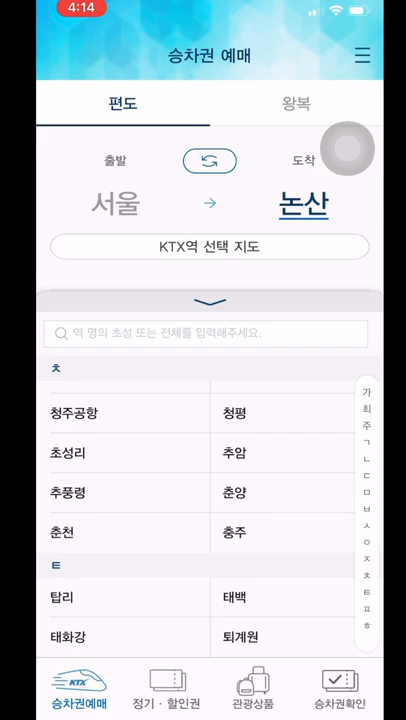 4:14
승차권 예매
편도 왕복
출발 도착
서울 → 논산
KTX역 선택 지도
역 명의 초성 또는 전체를 입력해주세요.
ㅊ
청주공항 청평
초성리 추암
추풍령 춘양
춘천 충주
ㅌ
탑리 태백
태화강 퇴계원
가
최
주
ㄱ
ㄴ
ㄷ
ㅁ
ㅂ
ㅅ
ㅇ
ㅈ
ㅊ
ㅌ
ㅍ
ㅎ
KTX
승차권예매 정기 · 할인권 관광상품 승차권확인